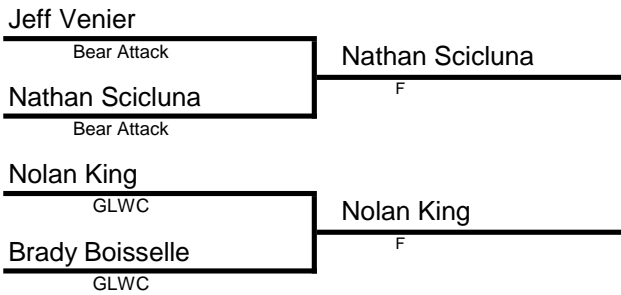 Jeff Venier
Bear Attack
Nathan Scicluna
F
Nathan Scicluna
Bear Attack
Nolan King
GLWC
Nolan King
F
Brady Boisselle
GLWC